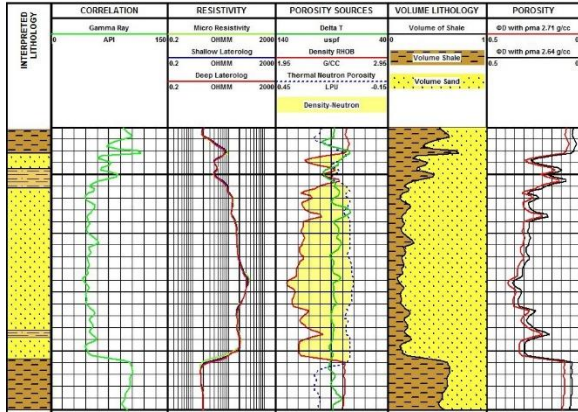 INTERPRETED
LITHOLOGY
CORRELATION
Gamma Ray
0 API 150
RESISTIVITY
Micro Resistivity
0.2 OHMM 2000
Shallow Laterolog
0.2 OHMM 2000
Deep Laterolog
0.2 OHMM 2000
POROSITY SOURCES
Delta T
140 uspf 40
Density RHOB
1.95 G/CC 2.95
Thermal Neutron Porosity
0.45 LPU -0.15
Density-Neutron
VOLUME LITHOLOGY
Volume of Shale
0 1
Volume Shale
Volume Sand
POROSITY
ΦD with ρma 2.71 g/cc
0.5 0
ΦD with ρma 2.64 g/cc
0.5 0